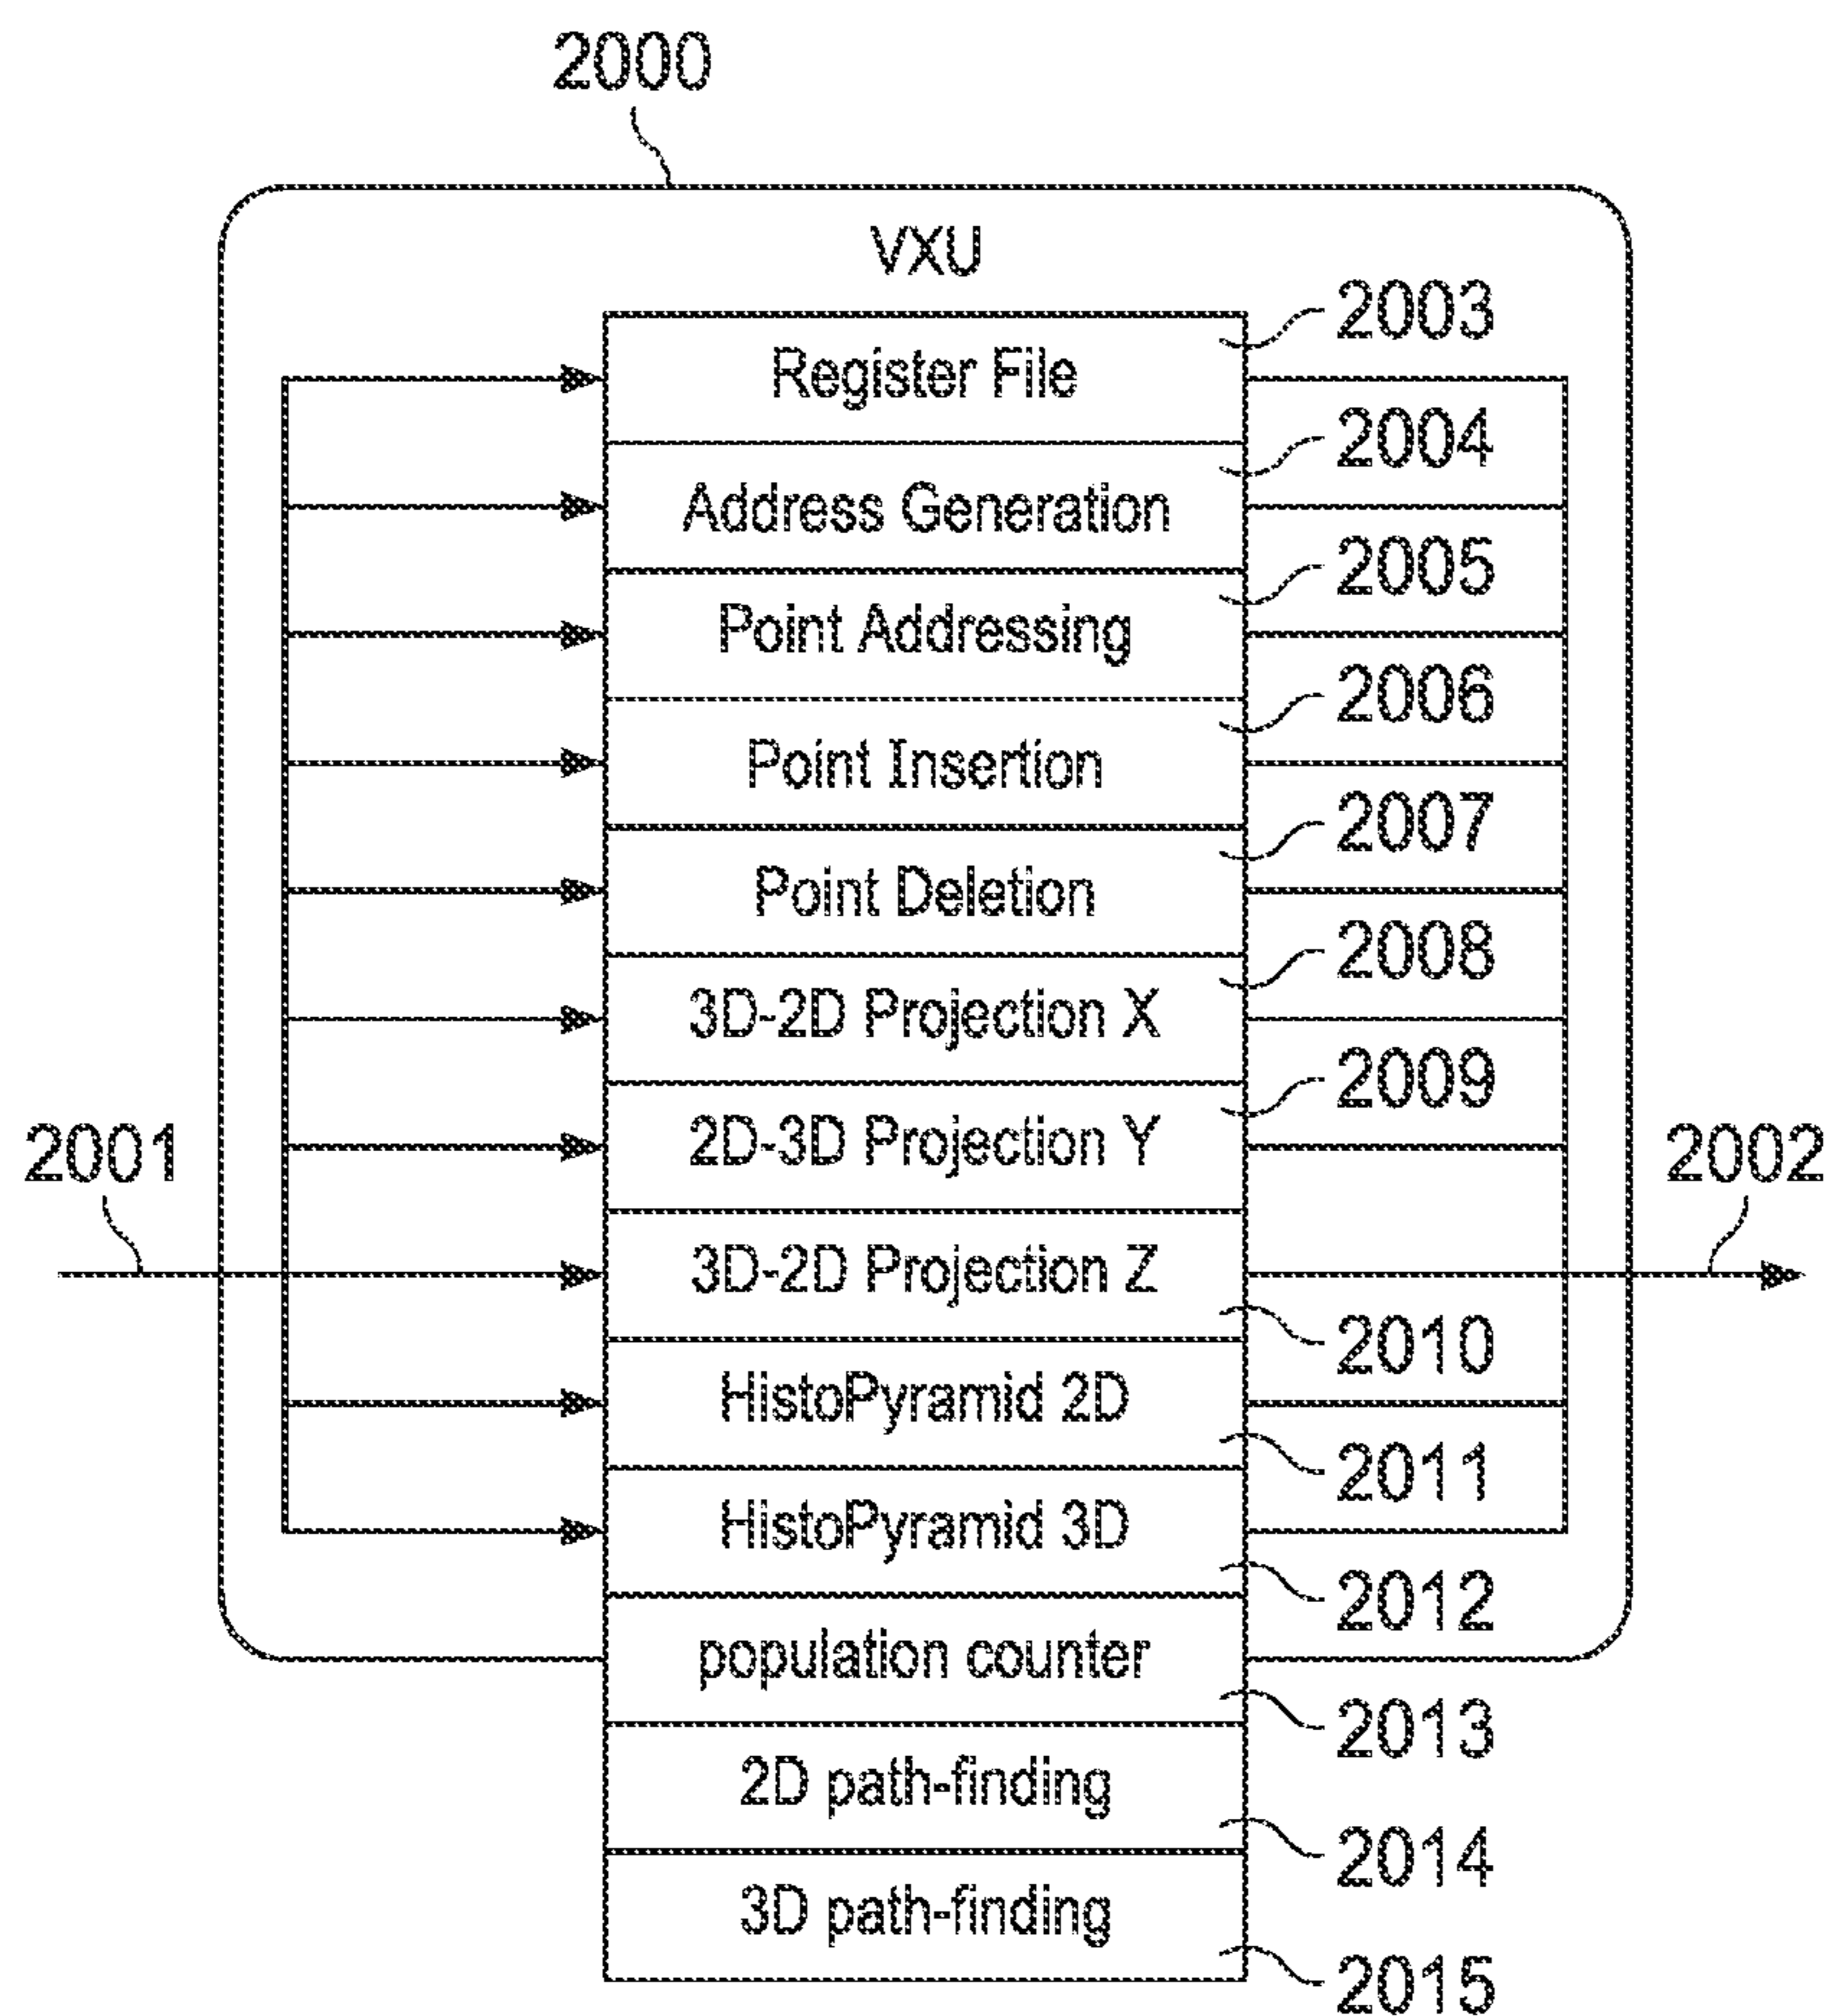 2000
VXU
Register File
2003
Address Generation
2004
Point Addressing
2005
Point Insertion
2006
Point Deletion
2007
3D-2D Projection X
2008
2D-3D Projection Y
2009
2001
2002
3D-2D Projection Z
2010
HistoPyramid 2D
2011
HistoPyramid 3D
2012
population counter
2013
2D path-finding
2014
3D path-finding
2015